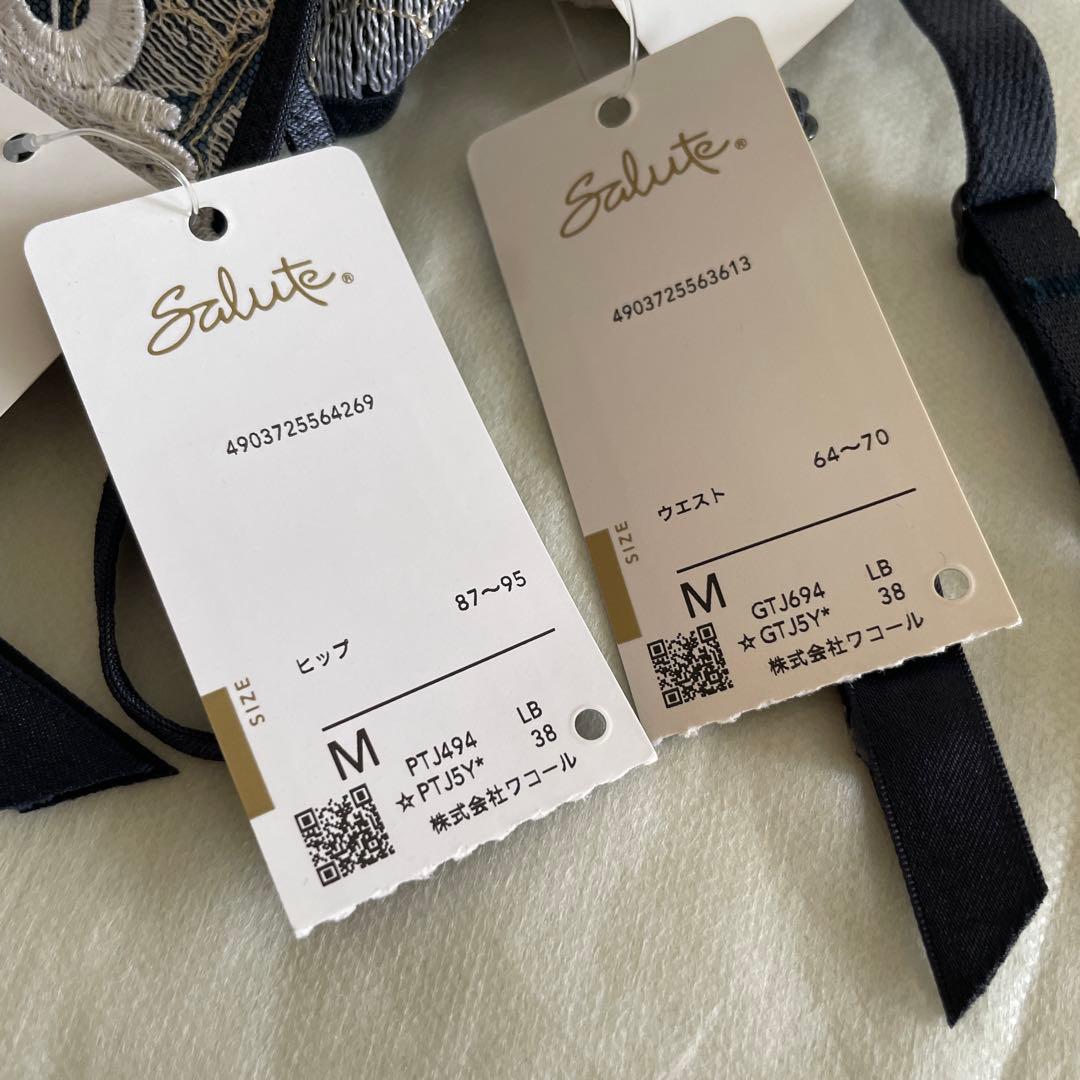 Salute®
4903725564269
87〜95
ヒップ
SIZE
M
PTJ494
LB
☆PTJ5Y*
38
株式会社ワコール
Salute®
4903725563613
64〜70
ウエスト
SIZE
M
GTJ694
LB
☆GTJ5Y*
38
株式会社ワコール